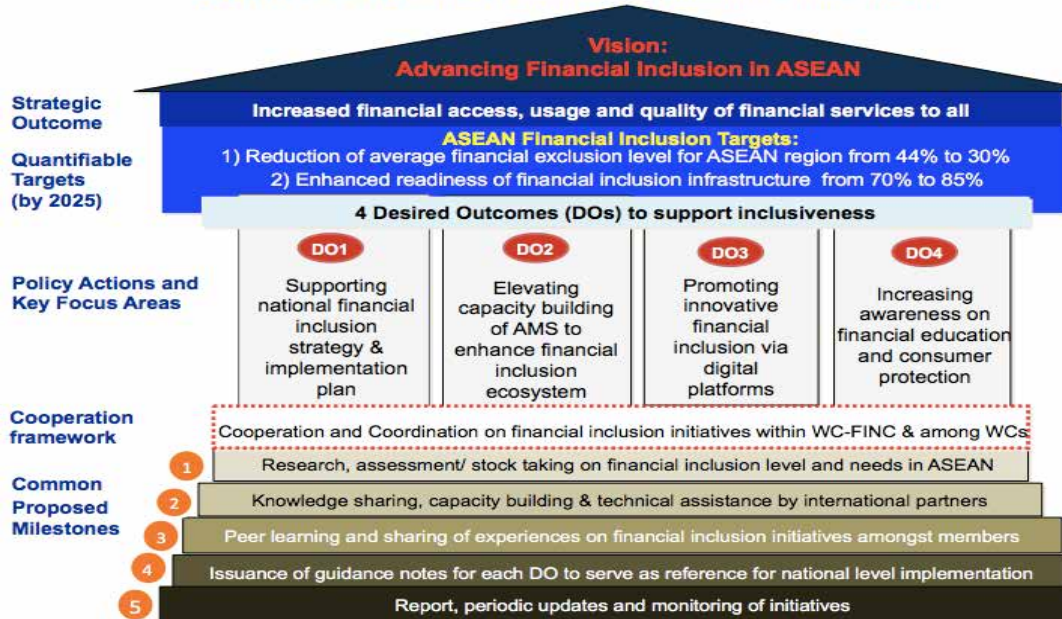 Vision:
Advancing Financial Inclusion in ASEAN
Strategic
Outcome
Increased financial access, usage and quality of financial services to all
Quantifiable
Targets
(by 2025)
ASEAN Financial Inclusion Targets:
1) Reduction of average financial exclusion level for ASEAN region from 44% to 30%
2) Enhanced readiness of financial inclusion infrastructure from 70% to 85%
4 Desired Outcomes (DOs) to support inclusiveness
Policy Actions and
Key Focus Areas
DO1
Supporting
national financial
inclusion
strategy &
implementation
plan
DO2
Elevating
capacity building
of AMS to
enhance financial
inclusion
ecosystem
DO3
Promoting
innovative
financial
inclusion via
digital
platforms
DO4
Increasing
awareness on
financial education
and consumer
protection
Cooperation
framework
Cooperation and Coordination on financial inclusion initiatives within WC-FINC & among WCs
Common
Proposed
Milestones
1 Research, assessment/ stock taking on financial inclusion level and needs in ASEAN
2 Knowledge sharing, capacity building & technical assistance by international partners
3 Peer learning and sharing of experiences on financial inclusion initiatives amongst members
4 Issuance of guidance notes for each DO to serve as reference for national level implementation
5 Report, periodic updates and monitoring of initiatives